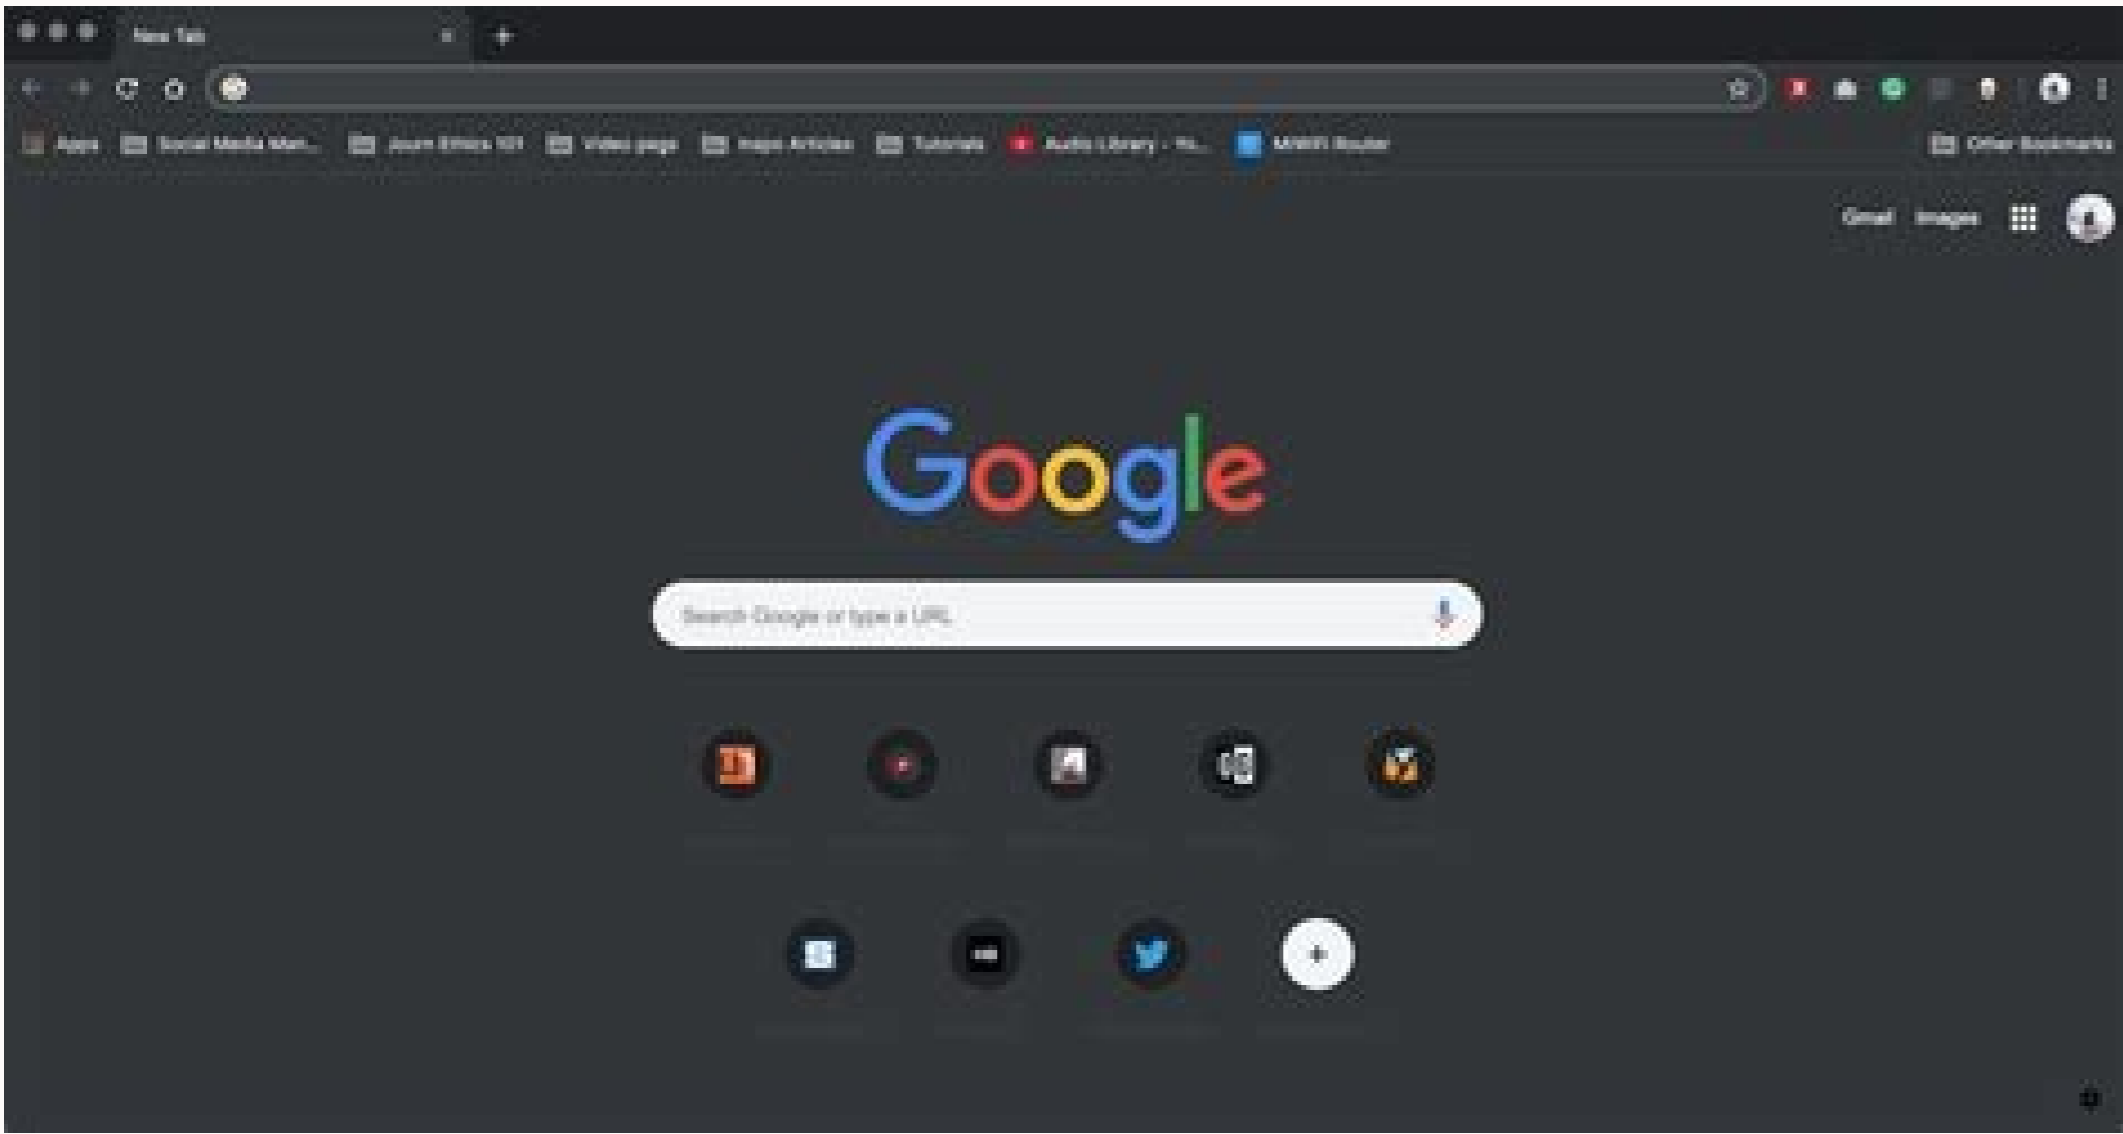 New Tab
Apps Social Media Man... Journ Ethics 101 Video page Inspo Articles Tutorials Audio Library - Yo... MiWiFi Router Other Bookmarks
Gmail Images
Google
Search Google or type a URL